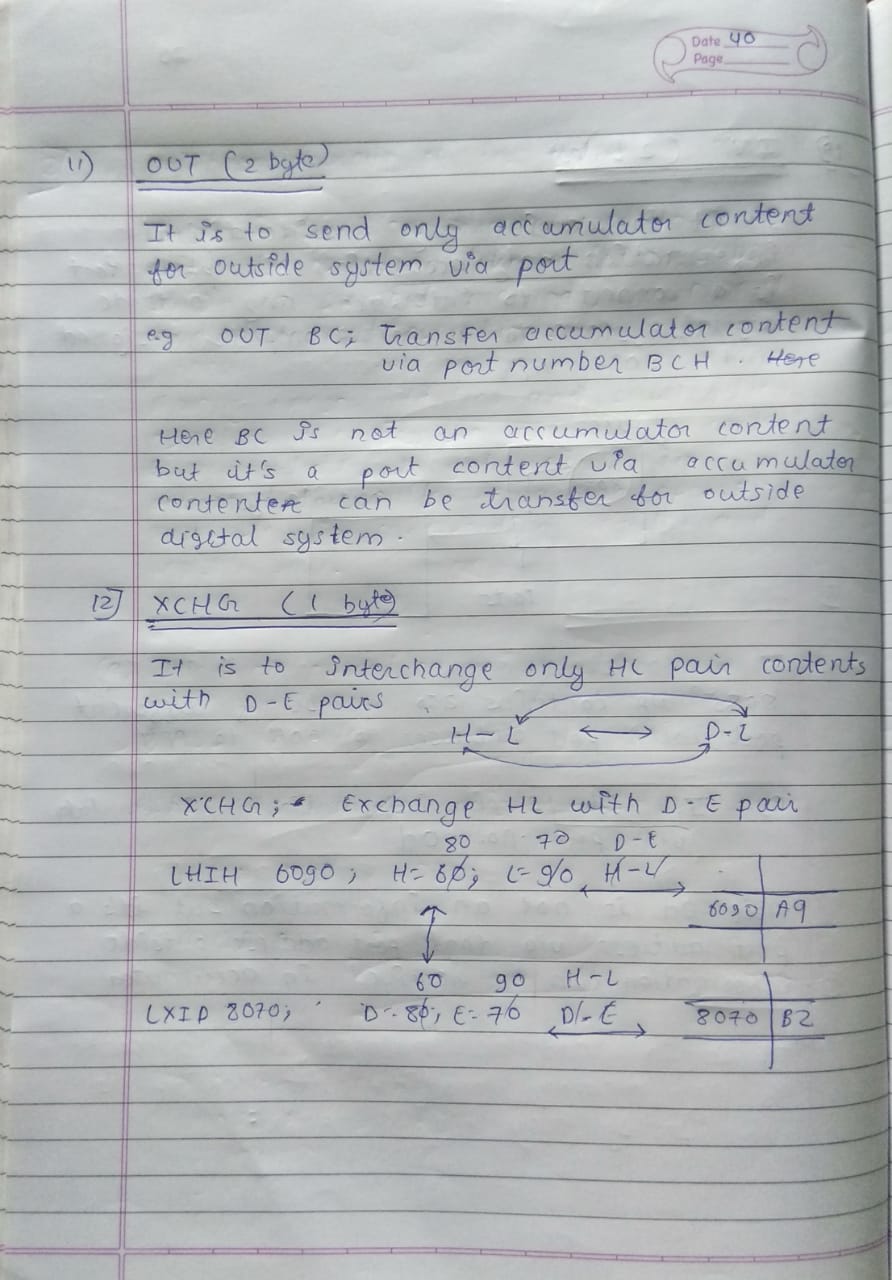 Date 40
Page
11) OUT (2 byte)
It is to send only accamulator content
for outside system via port
e.g OUT BC; transfer accumulator content
via port number BCH . Here
Here BC is not an accumulator content
but it's a port content via accumulator
contenter can be transfer for outside
digital system.
12] XCHG (1 byte)
It is to interchange only HL pair contents
with D-E pairs
H-L ⟷ D-L
XCHG; Exchange HL with D-E pair
80 70 D-E
LHIH 6090; H= 60; L= 90 H-L
6090 A9
60 90 H-L
LXID 8070; D-80; E= 70 D-E
8070 B2